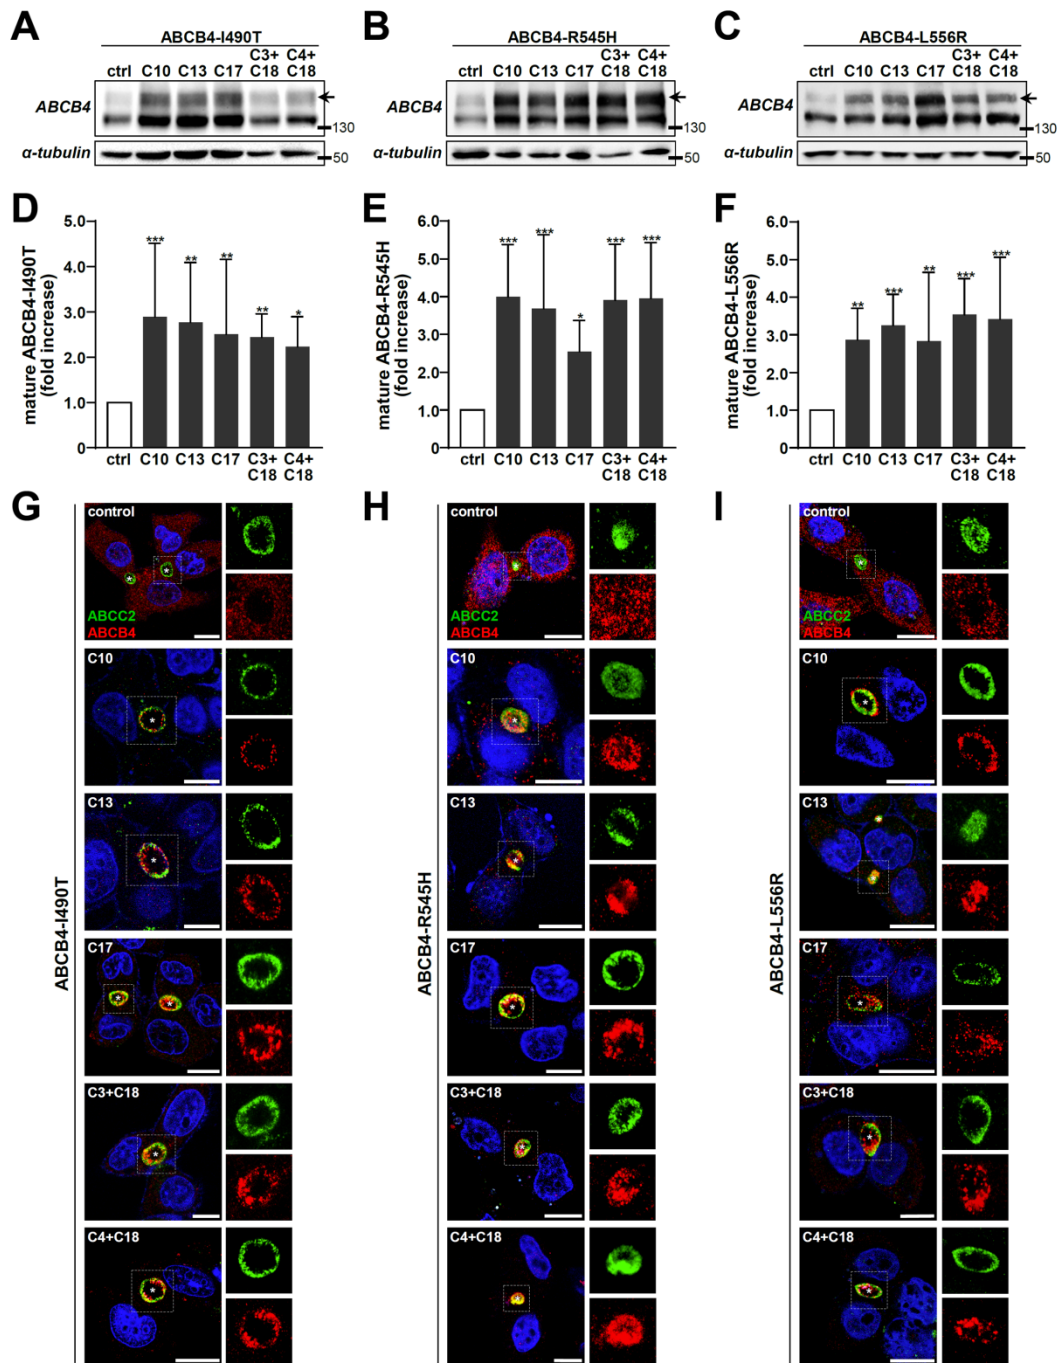 A
ABCB4-I490T
ctrl C10 C13 C17 C3+ C18 C4+ C18
ABCB4
130
α-tubulin
50
B
ABCB4-R545H
ctrl C10 C13 C17 C3+ C18 C4+ C18
ABCB4
130
α-tubulin
50
C
ABCB4-L556R
ctrl C10 C13 C17 C3+ C18 C4+ C18
ABCB4
130
α-tubulin
50
D
mature ABCB4-I490T
(fold increase)
5.0
4.0
3.0
2.0
1.0
0
***
**
**
**
*
ctrl C10 C13 C17 C3+ C18 C4+ C18
E
mature ABCB4-R545H
(fold increase)
6.0
5.0
4.0
3.0
2.0
1.0
0
***
***
*
***
***
ctrl C10 C13 C17 C3+ C18 C4+ C18
F
mature ABCB4-L556R
(fold increase)
6.0
5.0
4.0
3.0
2.0
1.0
0
**
***
**
***
***
ctrl C10 C13 C17 C3+ C18 C4+ C18
G
ABCB4-I490T
control
ABCC2
ABCB4
C10
C13
C17
C3+C18
C4+C18
H
ABCB4-R545H
control
ABCC2
ABCB4
C10
C13
C17
C3+C18
C4+C18
I
ABCB4-L556R
control
ABCC2
ABCB4
C10
C13
C17
C3+C18
C4+C18